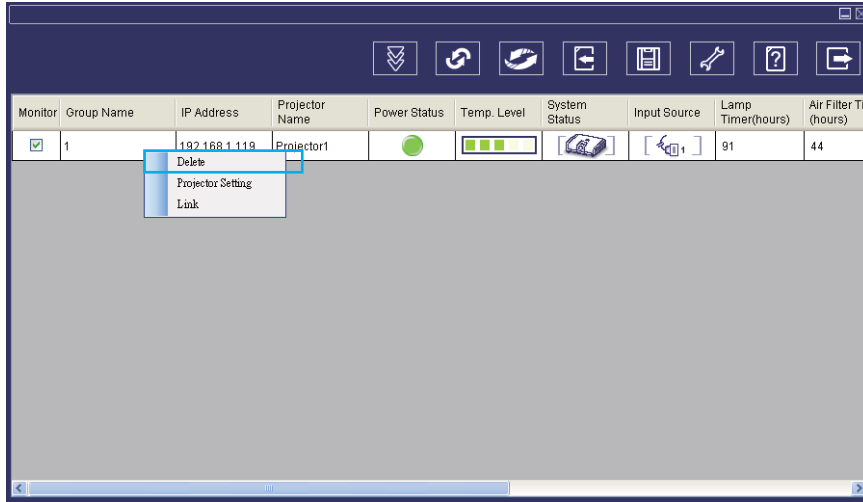 Monitor Group Name IP Address Projector Name Power Status Temp. Level System Status Input Source Lamp Timer(hours) Air Filter Ti (hours)
1 192.168.1.119 Projector1 1 91 44
Delete
Projector Setting
Link